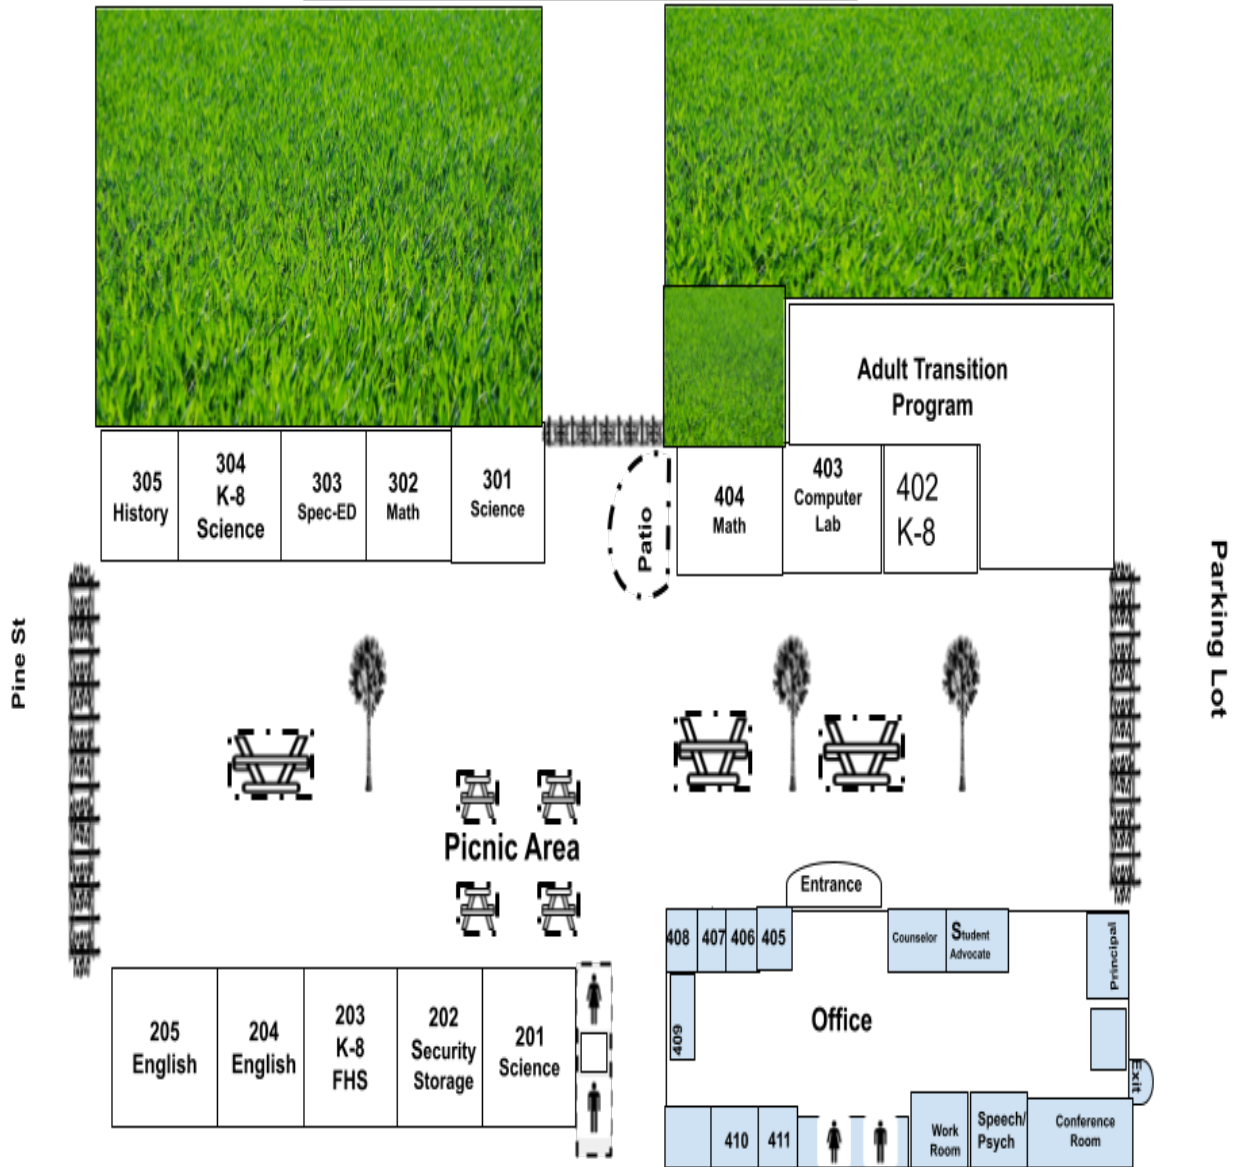 Adult Transition
Program
305
History
304
K-8
Science
303
Spec-ED
302
Math
301
Science
Patio
404
Math
403
Computer
Lab
402
K-8
Pine St
Parking Lot
Picnic Area
Entrance
408
407
406
405
Counselor
Student
Advocate
Principal
205
English
204
English
203
K-8
FHS
202
Security
Storage
201
Science
409
Office
Exit
410
411
Work
Room
Speech/
Psych
Conference
Room